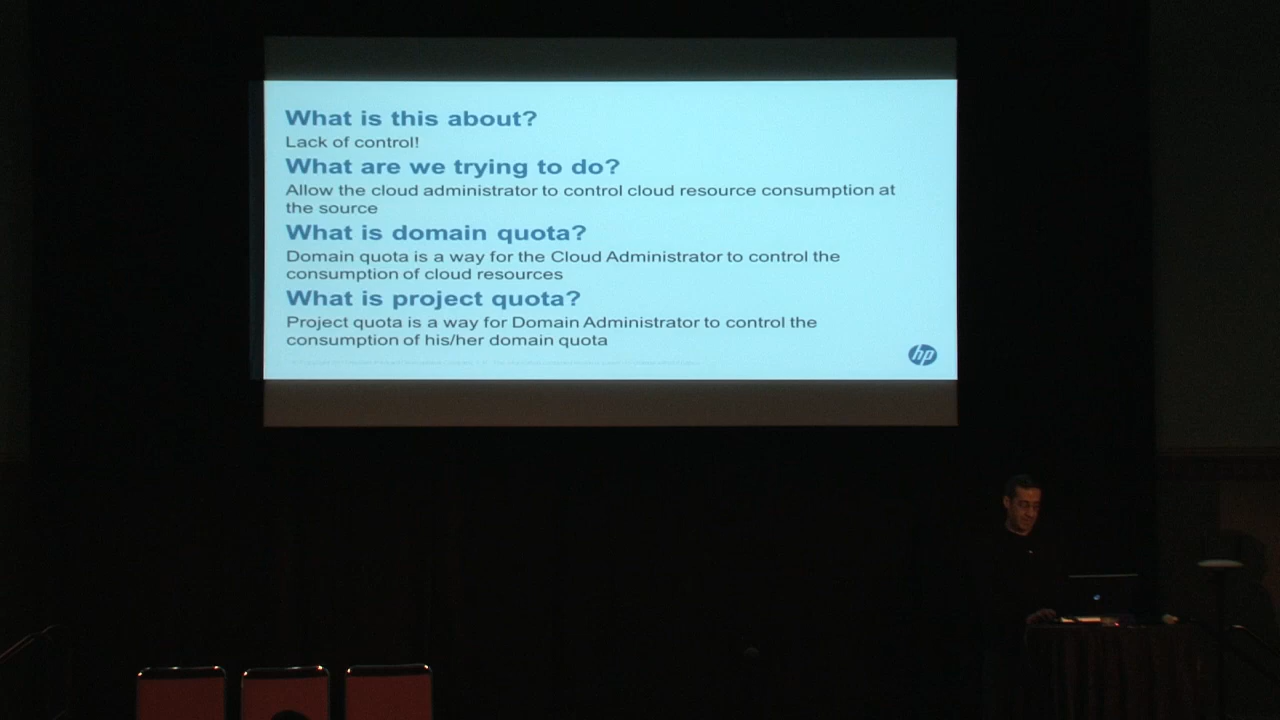 What is this about?
Lack of control!
What are we trying to do?
Allow the cloud administrator to control cloud resource consumption at
the source
What is domain quota?
Domain quota is a way for the Cloud Administrator to control the
consumption of cloud resources
What is project quota?
Project quota is a way for Domain Administrator to control the
consumption of his/her domain quota
hp